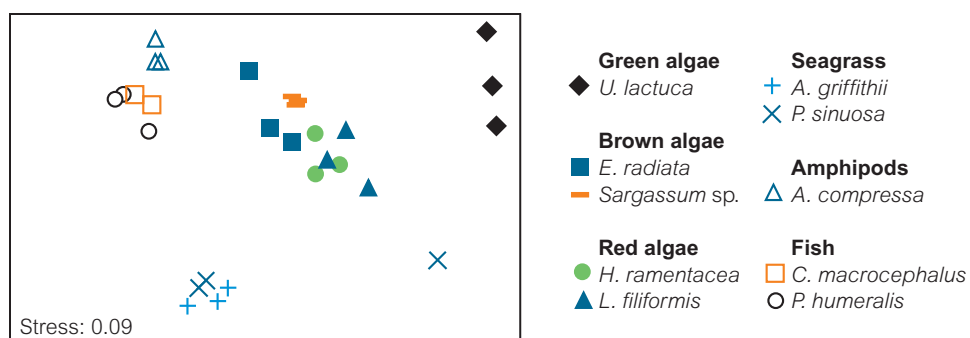 Stress: 0.09
Green algae
U. lactuca
Brown algae
E. radiata
Sargassum sp.
Red algae
H. ramentacea
L. filiformis
Seagrass
A. griffithii
P. sinuosa
Amphipods
A. compressa
Fish
C. macrocephalus
P. humeralis